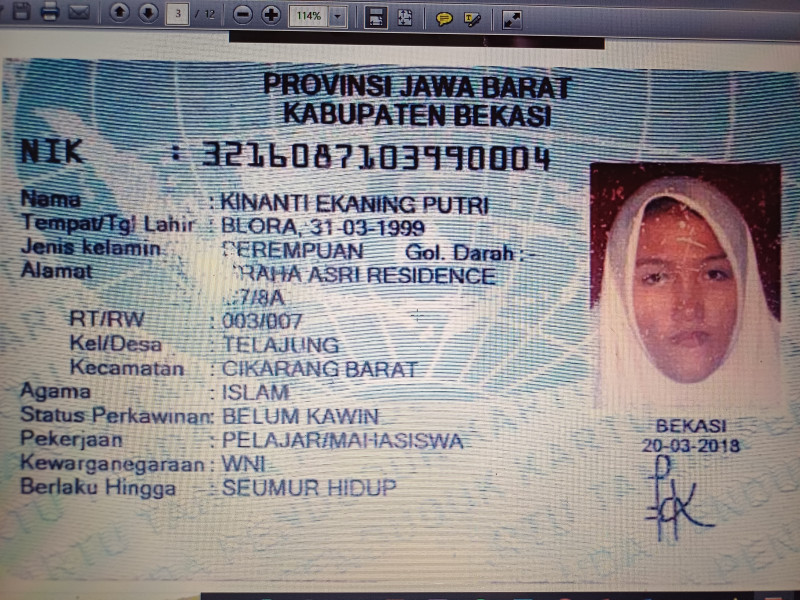 3 / 12
114%
PROVINSI JAWA BARAT
KABUPATEN BEKASI
NIK : 3216087103990004
Nama : KINANTI EKANING PUTRI
Tempat/Tgl Lahir : BLORA, 31-03-1999
Jenis kelamin : PEREMPUAN Gol. Darah : -
Alamat : GRAHA ASRI RESIDENCE
7/8A
RT/RW : 003/007
Kel/Desa : TELAJUNG
Kecamatan : CIKARANG BARAT
Agama : ISLAM
Status Perkawinan: BELUM KAWIN
Pekerjaan : PELAJAR/MAHASISWA
Kewarganegaraan : WNI
Berlaku Hingga : SEUMUR HIDUP
BEKASI
20-03-2018